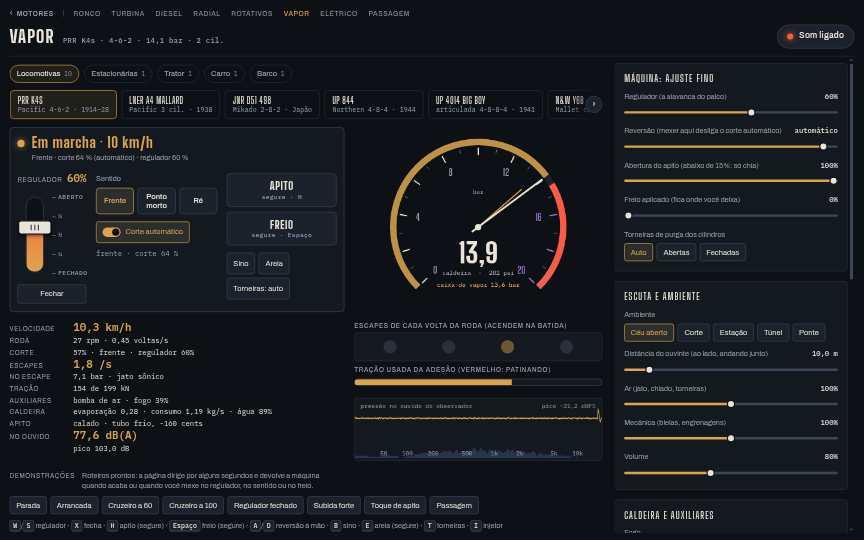 ‹ MOTORES | RONCO TURBINA DIESEL RADIAL ROTATIVOS VAPOR ELÉTRICO PASSAGEM
VAPOR PRR K4s · 4-6-2 · 14,1 bar · 2 cil.
Som ligado
Locomotivas 10 Estacionárias 1 Trator 1 Carro 1 Barco 1
PRR K4S
Pacific 4-6-2 · 1914-28
LNER A4 MALLARD
Pacific 3 cil. · 1938
JNR D51 498
Mikado 2-8-2 · Japão
UP 844
Northern 4-8-4 · 1944
UP 4014 BIG BOY
articulada 4-8-8-4 · 1941
N&W Y6B
Mallet
›
Em marcha · 10 km/h
Frente · corte 64 % (automático) · regulador 60 %
REGULADOR 60%
ABERTO
¾
½
¼
FECHADO
Fechar
Sentido
Frente
Ponto morto
Ré
Corte automático
frente · corte 64 %
APITO
segure · H
FREIO
segure · Espaço
Sino Areia
Torneiras: auto
0 4 8 12 16 20
bar
13,9
caldeira · 202 psi
caixa de vapor 13,6 bar
VELOCIDADE 10,3 km/h
RODA 27 rpm · 0,45 voltas/s
CORTE 57% · frente · regulador 60%
ESCAPES 1,8 /s
NO ESCAPE 7,1 bar · jato sônico
TRAÇÃO 154 de 199 kN
AUXILIARES bomba de ar · fogo 39%
CALDEIRA evaporação 0,28 · consumo 1,19 kg/s · água 89%
APITO calado · tubo frio, -160 cents
NO OUVIDO 77,6 dB(A)
pico 103,0 dB
ESCAPES DE CADA VOLTA DA RODA (ACENDEM NA BATIDA)
TRAÇÃO USADA DA ADESÃO (VERMELHO: PATINANDO)
pressão no ouvido do observador pico -31,2 dBFS
50 100 200 500 1k 2k 5k 10k
DEMONSTRAÇÕES Roteiros prontos: a página dirige por alguns segundos e devolve a máquina
quando acaba ou quando você mexe no regulador, no sentido ou no freio.
Parada Arrancada Cruzeiro a 60 Cruzeiro a 100 Regulador fechado Subida forte Toque de apito Passagem
W / S regulador · X fecha · H apito (segure) · Espaço freio (segure) · A / D reversão à mão · B sino · E areia (segure) · T torneiras · I injetor
MÁQUINA: AJUSTE FINO
Regulador (a alavanca do palco) 60%
Reversão (mexer aqui desliga o corte automático) automático
Abertura do apito (abaixo de 15%: só chia) 100%
Freio aplicado (fica onde você deixa) 0%
Torneiras de purga dos cilindros
Auto Abertas Fechadas
ESCUTA E AMBIENTE
Ambiente
Céu aberto Corte Estação Túnel Ponte
Distância do ouvinte (ao lado, andando junto) 10,0 m
Ar (jato, chiado, torneiras) 100%
Mecânica (bielas, engrenagens) 100%
Volume 80%
CALDEIRA E AUXILIARES
Fogo